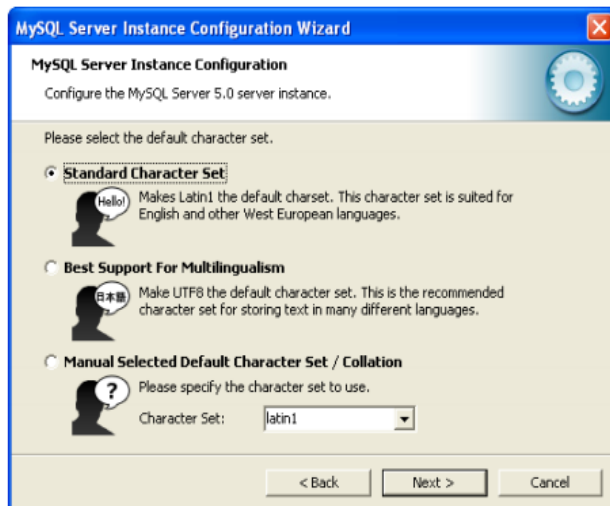 MySQL Server Instance Configuration Wizard
MySQL Server Instance Configuration
Configure the MySQL Server 5.0 server instance.
Please select the default character set.
Standard Character Set
Hello!
Makes Latin1 the default charset. This character set is suited for
English and other West European languages.
Best Support For Multilingualism
日本語
Make UTF8 the default character set. This is the recommended
character set for storing text in many different languages.
Manual Selected Default Character Set / Collation
?
Please specify the character set to use.
Character Set: latin1
< Back Next > Cancel